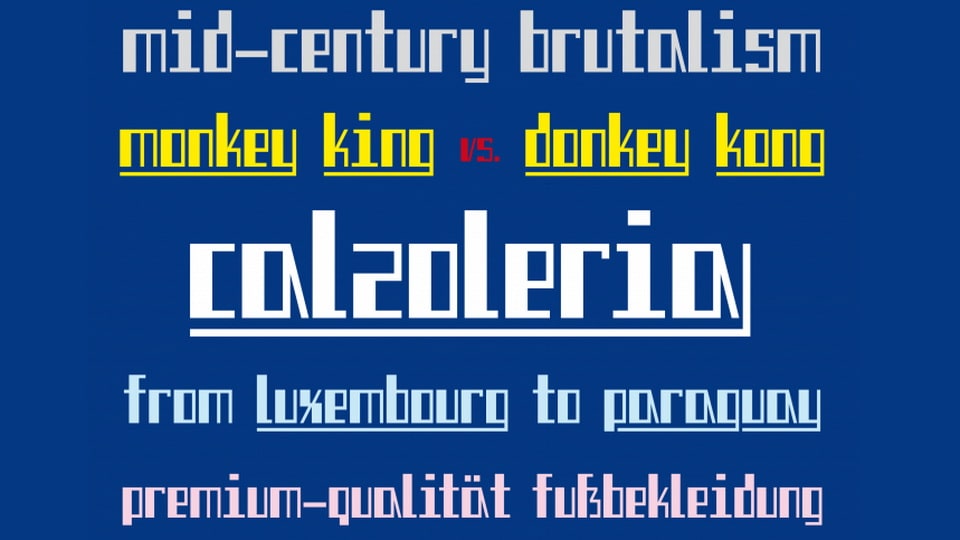 mid-century brutalism
monkey king vs. donkey kong
calzoleria
from luxembourg to paraguay
premium-qualität fußbekleidung